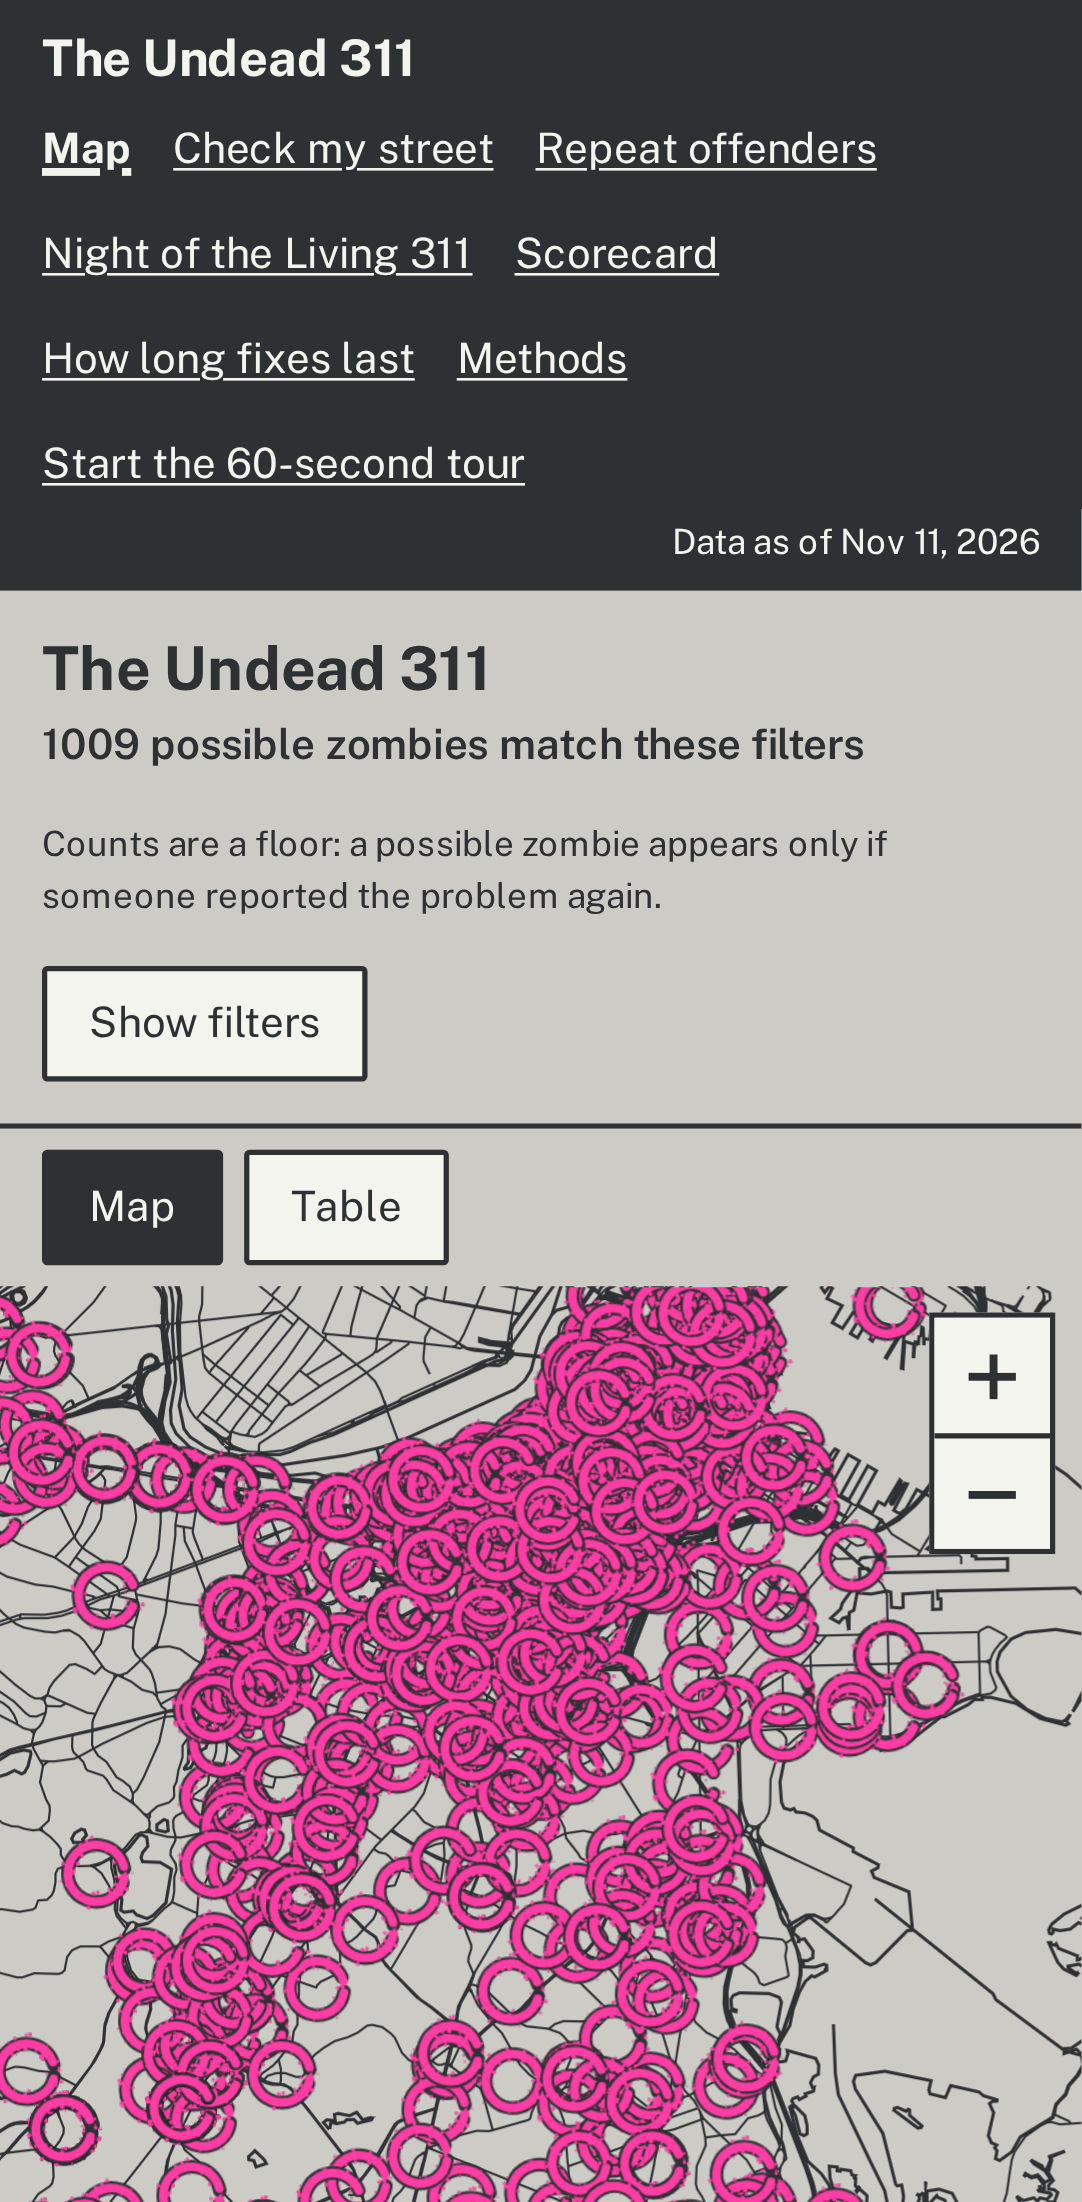 The Undead 311
Map Check my street Repeat offenders
Night of the Living 311 Scorecard
How long fixes last Methods
Start the 60-second tour
Data as of Nov 11, 2026
The Undead 311
1009 possible zombies match these filters
Counts are a floor: a possible zombie appears only if
someone reported the problem again.
Show filters
Map Table
+
−